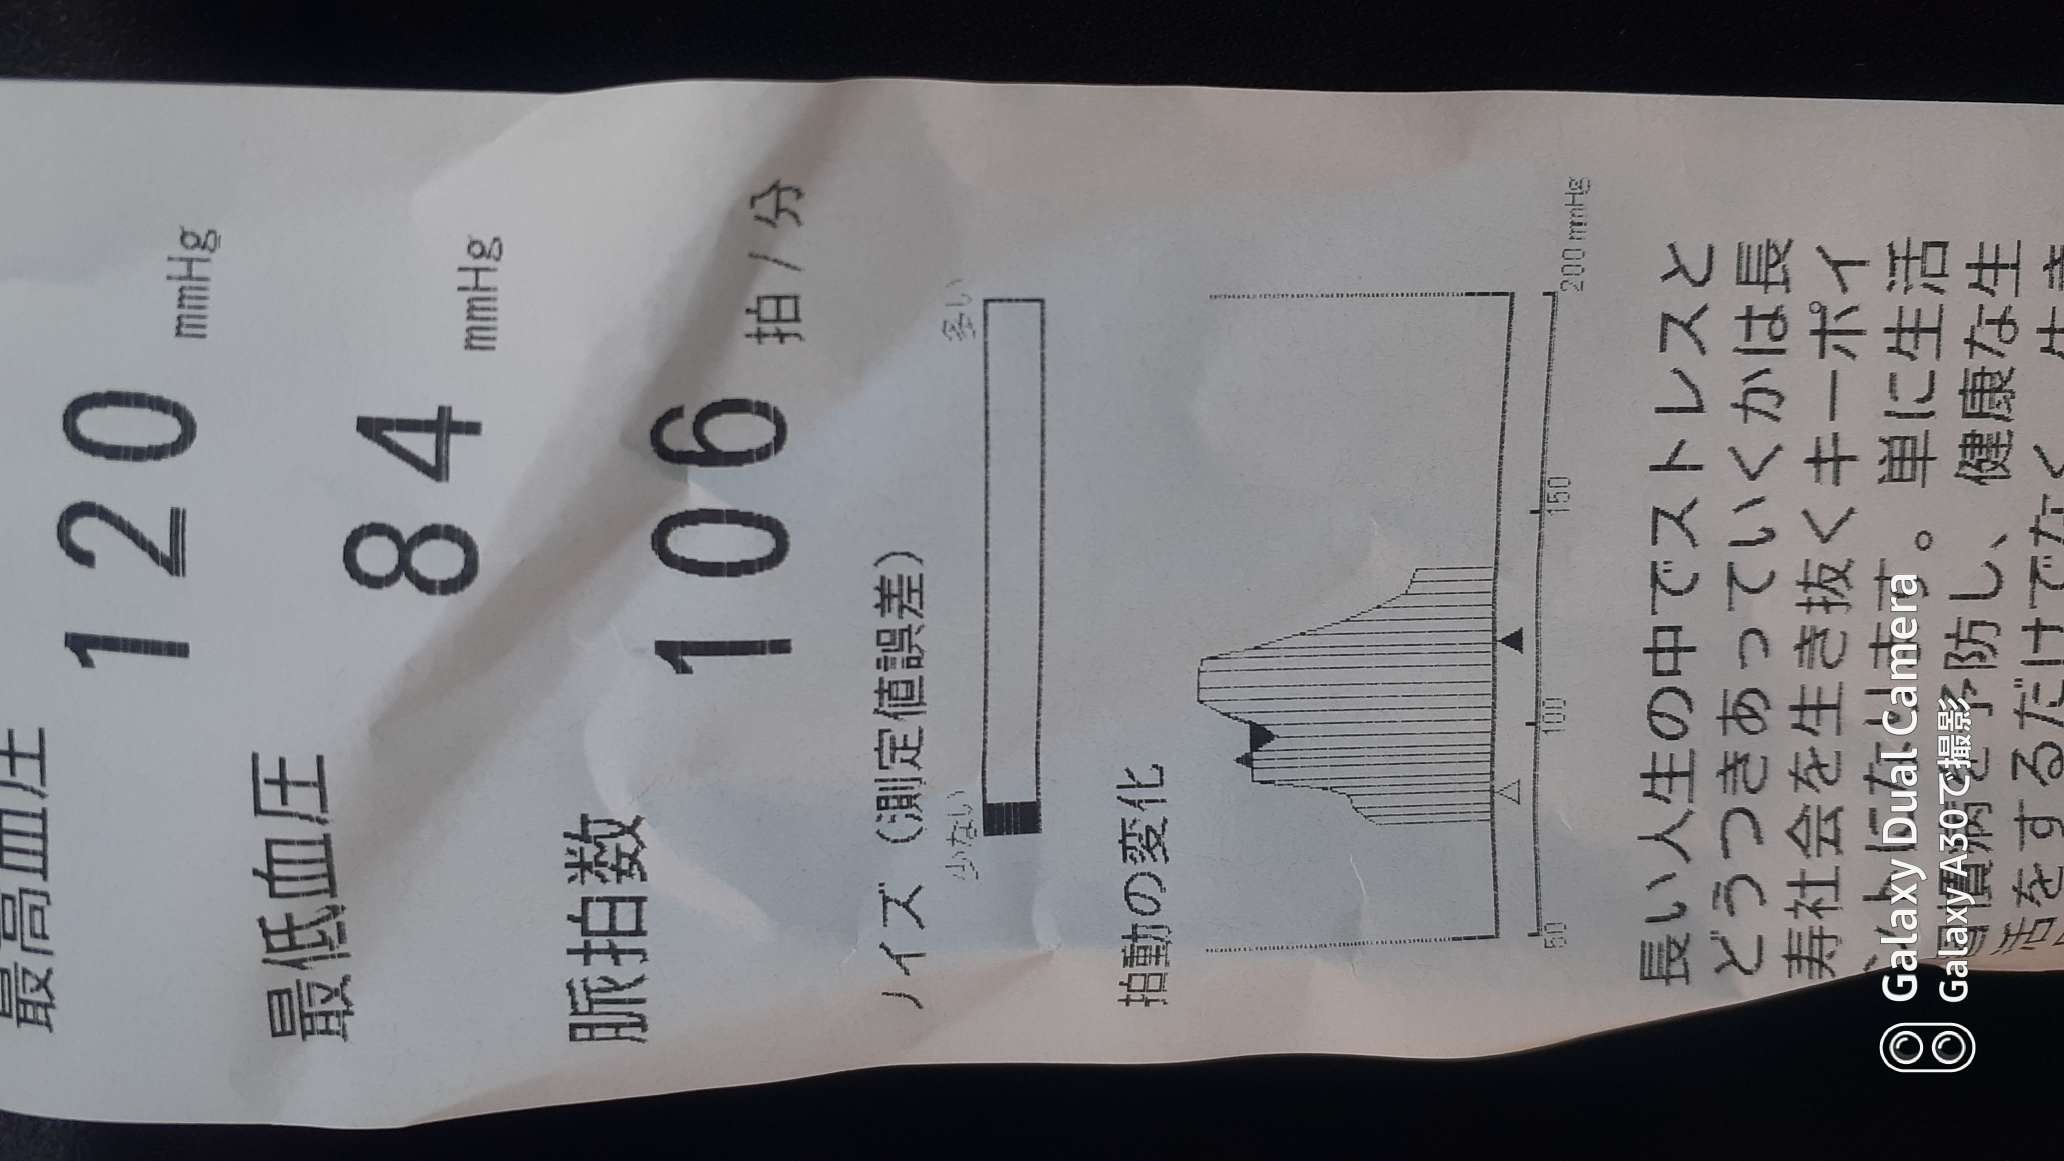 最高血圧
120 mmHg
最低血圧
84 mmHg
脈拍数
106 拍/分
ノイズ（測定値誤差）
少ない 多い
拍動の変化
50 100 150 200 mmHg
長い人生の中でストレスと
どうつきあっていくかは長
寿社会を生き抜くキーポイ
ントになります。単に生活
習慣病を予防し、健康な生
活をするだけでなく、生き
Galaxy Dual Camera
GalaxyA30で撮影